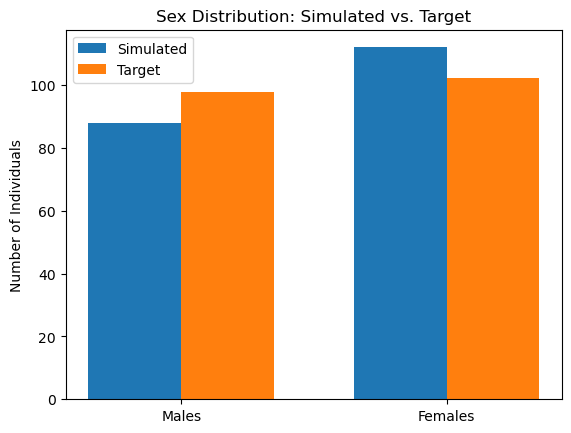 Sex Distribution: Simulated vs. Target
Simulated
Target
Number of Individuals
100
80
60
40
20
0
Males
Females